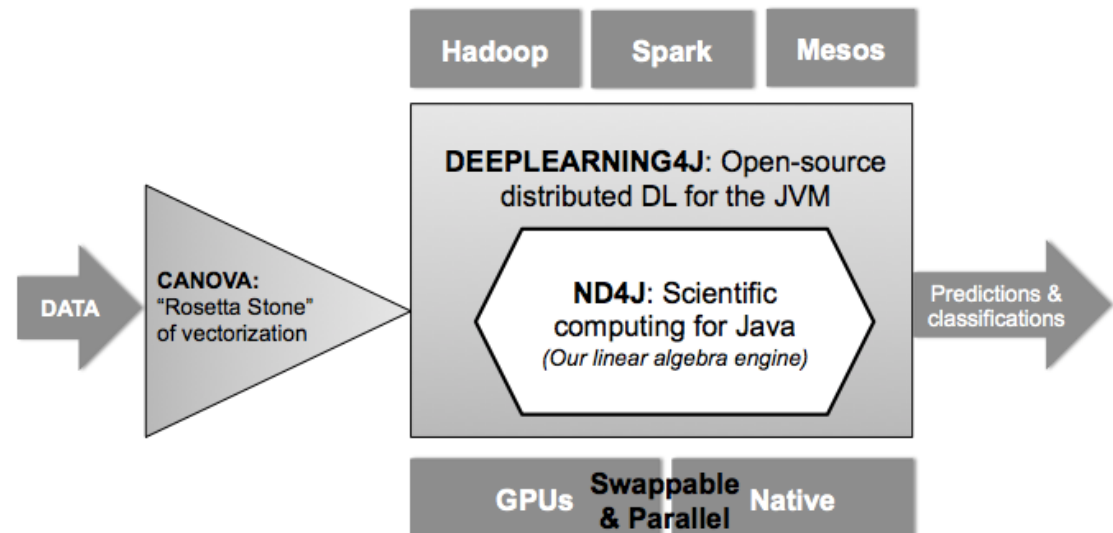 Hadoop
Spark
Mesos
DEEPLEARNING4J: Open-source
distributed DL for the JVM
DATA
CANOVA:
“Rosetta Stone”
of vectorization
ND4J: Scientific
computing for Java
(Our linear algebra engine)
Predictions &
classifications
GPUs
Swappable
& Parallel
Native